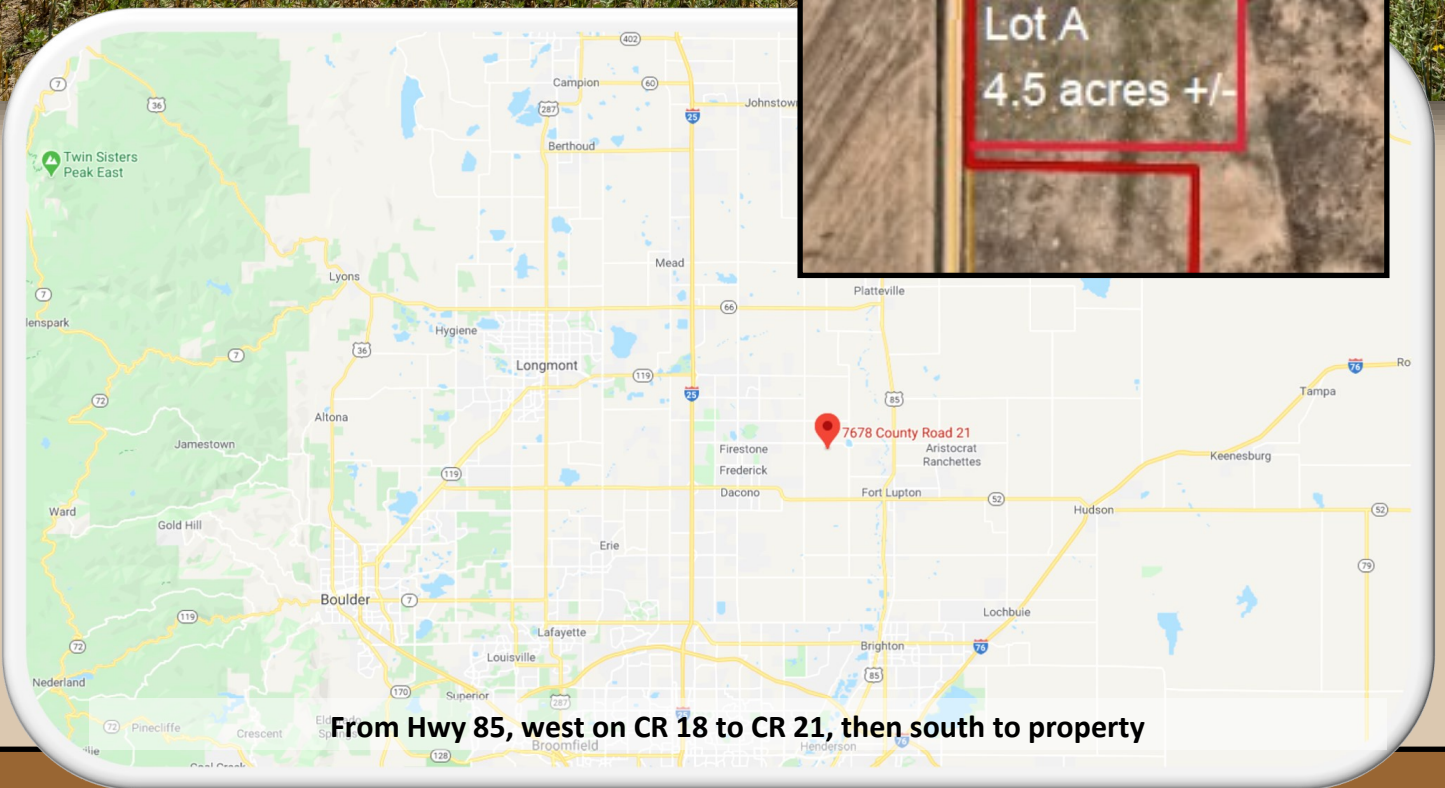 Lot A
4.5 acres +/-
402
7
Campion
60
36
287
Johnstow
25
Berthoud
Twin Sisters
Peak East
Mead
Lyons
7
Platteville
66
lenspark
Hygiene
7
36
Longmont
119
Ro
76
25
Tampa
72
85
Altona
7678 County Road 21
Jamestown
Firestone
Aristocrat
Ranchettes
Keenesburg
Frederick
119
Dacono
Fort Lupton
52
Ward
Hudson
52
Gold Hill
Erie
79
Boulder
7
Lochbuie
119
Lafayette
72
Brighton
76
Louisville
85
Nederland
170
Superior
287
25
72
Pinecliffe
Crescent
From Hwy 85, west on CR 18 to CR 21, then south to property
76
Broomfield
Henderson
128